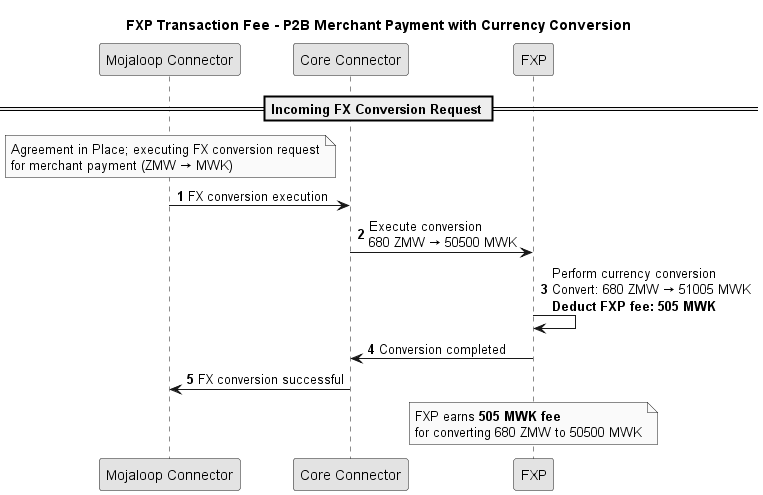 FXP Transaction Fee - P2B Merchant Payment with Currency Conversion
Mojaloop Connector
Core Connector
FXP
Incoming FX Conversion Request
Agreement in Place; executing FX conversion request
for merchant payment (ZMW → MWK)
1 FX conversion execution
Execute conversion
2 680 ZMW → 50500 MWK
Perform currency conversion
3 Convert: 680 ZMW → 51005 MWK
Deduct FXP fee: 505 MWK
4 Conversion completed
5 FX conversion successful
FXP earns 505 MWK fee
for converting 680 ZMW to 50500 MWK
Mojaloop Connector
Core Connector
FXP